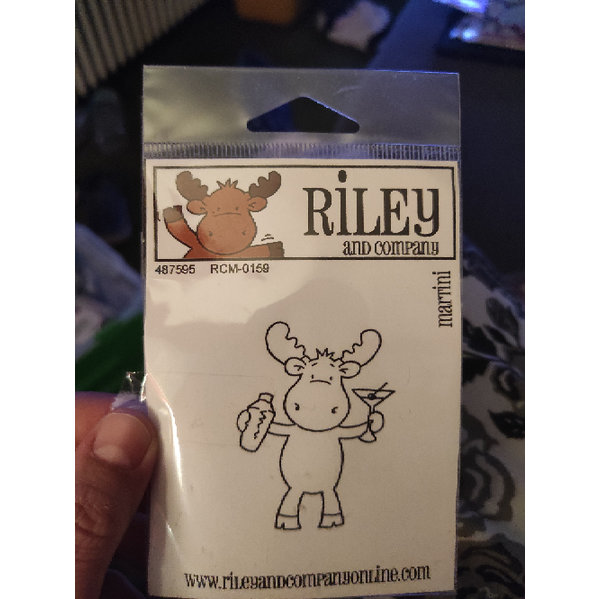 RiLEY
AND COMPANY
487595 RCM-0159
martini
www.rileyandcompanyonline.com